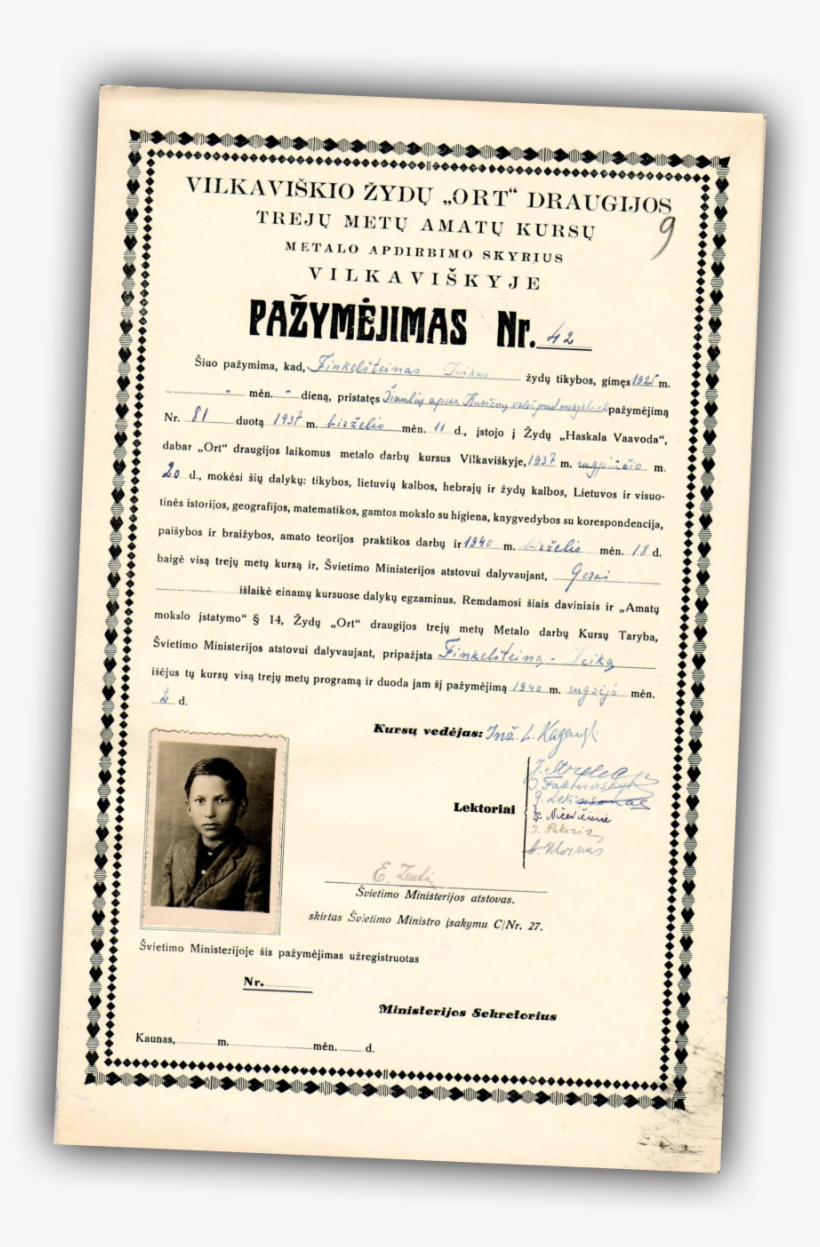 9
VILKAVIŠKIO ŽYDŲ „ORT“ DRAUGIJOS
TREJŲ METŲ AMATŲ KURSŲ
METALO APDIRBIMO SKYRIUS
VILKAVIŠKYJE
PAŽYMĖJIMAS Nr. 42
Šiuo pažymima, kad, Finkelšteinas žydų tikybos, gimęs 1925 m.
- mėn. - dieną, pristatęs Šiaulių apskr. pažymėjimą
Nr. 81 duotą 1937 m. birželio mėn. 11 d., įstojo į Žydų „Haskala Vaavoda“,
dabar „Ort“ draugijos laikomus metalo darbų kursus Vilkaviškyje, 1937 m. rugpiučio m.
20 d., mokėsi šių dalykų: tikybos, lietuvių kalbos, hebrajų ir žydų kalbos, Lietuvos ir visuo-
tinės istorijos, geografijos, matematikos, gamtos mokslo su higiena, knygvedybos su korespondencija,
paišybos ir braižybos, amato teorijos praktikos darbų ir 1940 m. birželio mėn. 18 d.
baigė visą trejų metų kursą ir, Švietimo Ministerijos atstovui dalyvaujant, Gerai
išlaikė einamų kursuose dalykų egzaminus. Remdamosi šiais daviniais ir „Amatų
mokslo įstatymo“ § 14, Žydų „Ort“ draugijos trejų metų Metalo darbų Kursų Taryba,
Švietimo Ministerijos atstovui dalyvaujant, pripažįsta Finkelšteiną -
išėjus tų kursų visą trejų metų programą ir duoda jam šį pažymėjimą 1940 m. rugsėjo mėn.
2 d.
Kursų vedėjas: Inž. L.
Lektoriai
Švietimo Ministerijos atstovas.
skirtas Švietimo Ministro įsakymu C/Nr. 27.
Švietimo Ministerijoje šis pažymėjimas užregistruotas
Nr.
Ministerijos Sekretorius
Kaunas, m. mėn. d.